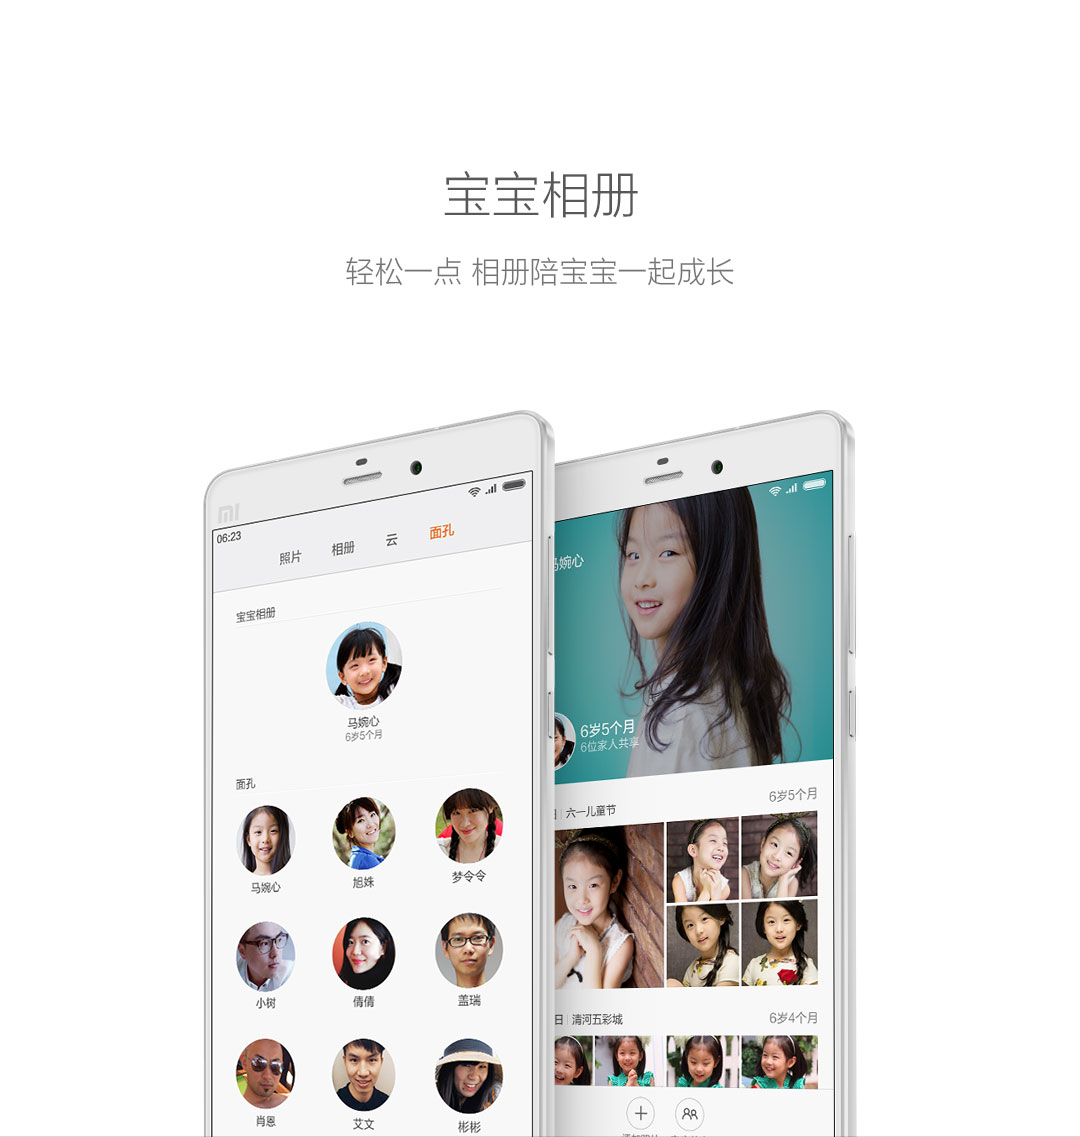 宝宝相册
轻松一点 相册陪宝宝一起成长
mi
06:23
照片 相册 云 面孔
宝宝相册
马婉心
6岁5个月
面孔
马婉心 旭姝 梦令令
小树 倩倩 盖瑞
肖恩 艾文 彬彬
马婉心
6岁5个月
6位家人共享
日 | 六一儿童节 6岁5个月
日 | 清河五彩城 6岁4个月